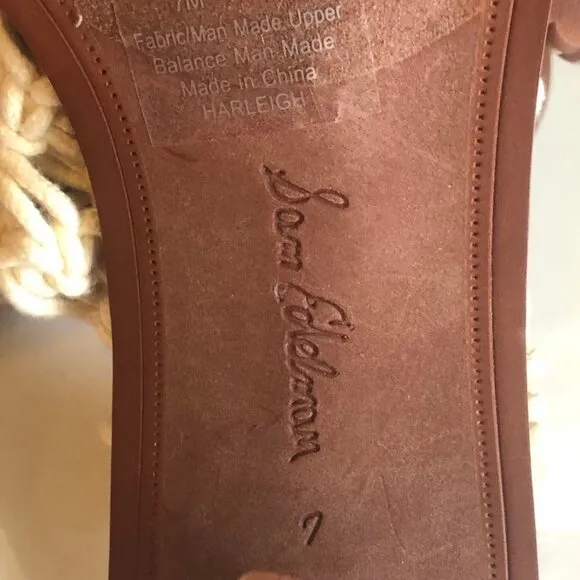 7M
Fabric/Man Made Upper
Balance Man Made
Made in China
HARLEIGH
Sam Edelman
7